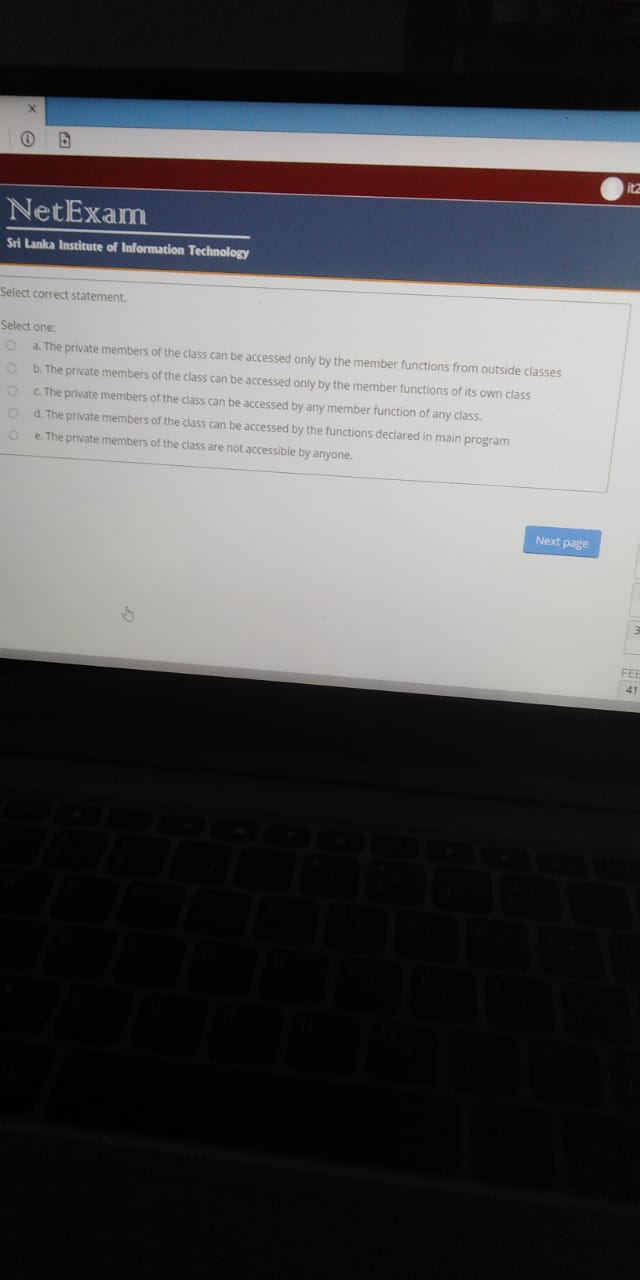 it2
NetExam
Sri Lanka Institute of Information Technology
Select correct statement.
Select one:
a. The private members of the class can be accessed only by the member functions from outside classes
b. The private members of the class can be accessed only by the member functions of its own class
c. The private members of the class can be accessed by any member function of any class.
d. The private members of the class can be accessed by the functions declared in main program
e. The private members of the class are not accessible by anyone.
Next page
3
FEE
41